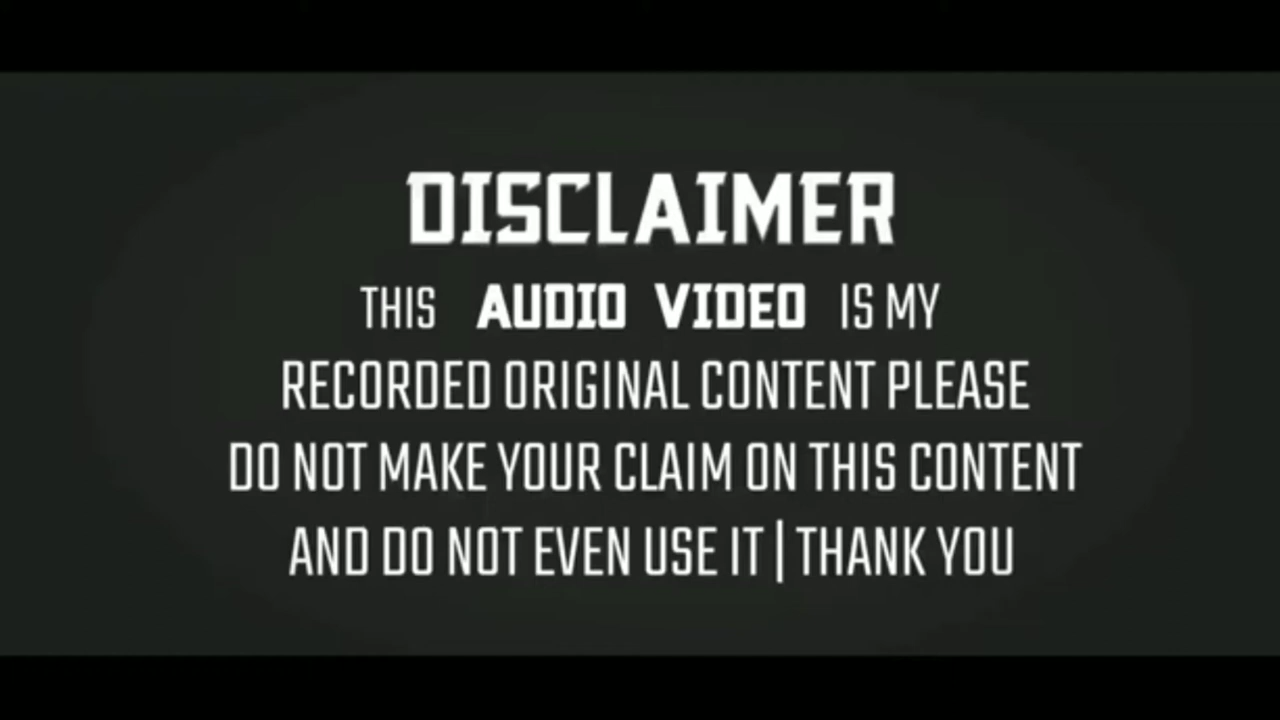 DISCLAIMER
THIS AUDIO VIDEO IS MY
RECORDED ORIGINAL CONTENT PLEASE
DO NOT MAKE YOUR CLAIM ON THIS CONTENT
AND DO NOT EVEN USE IT | THANK YOU